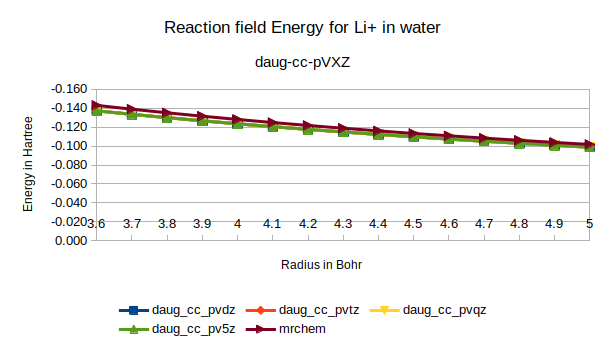 Reaction field Energy for Li+ in water
daug-cc-pVXZ
-0.160
-0.140
-0.120
-0.100
-0.080
-0.060
-0.040
-0.020
0.000
Energy in Hartree
3.6 3.7 3.8 3.9 4 4.1 4.2 4.3 4.4 4.5 4.6 4.7 4.8 4.9 5
Radius in Bohr
daug_cc_pvdz daug_cc_pvtz daug_cc_pvqz
daug_cc_pv5z mrchem